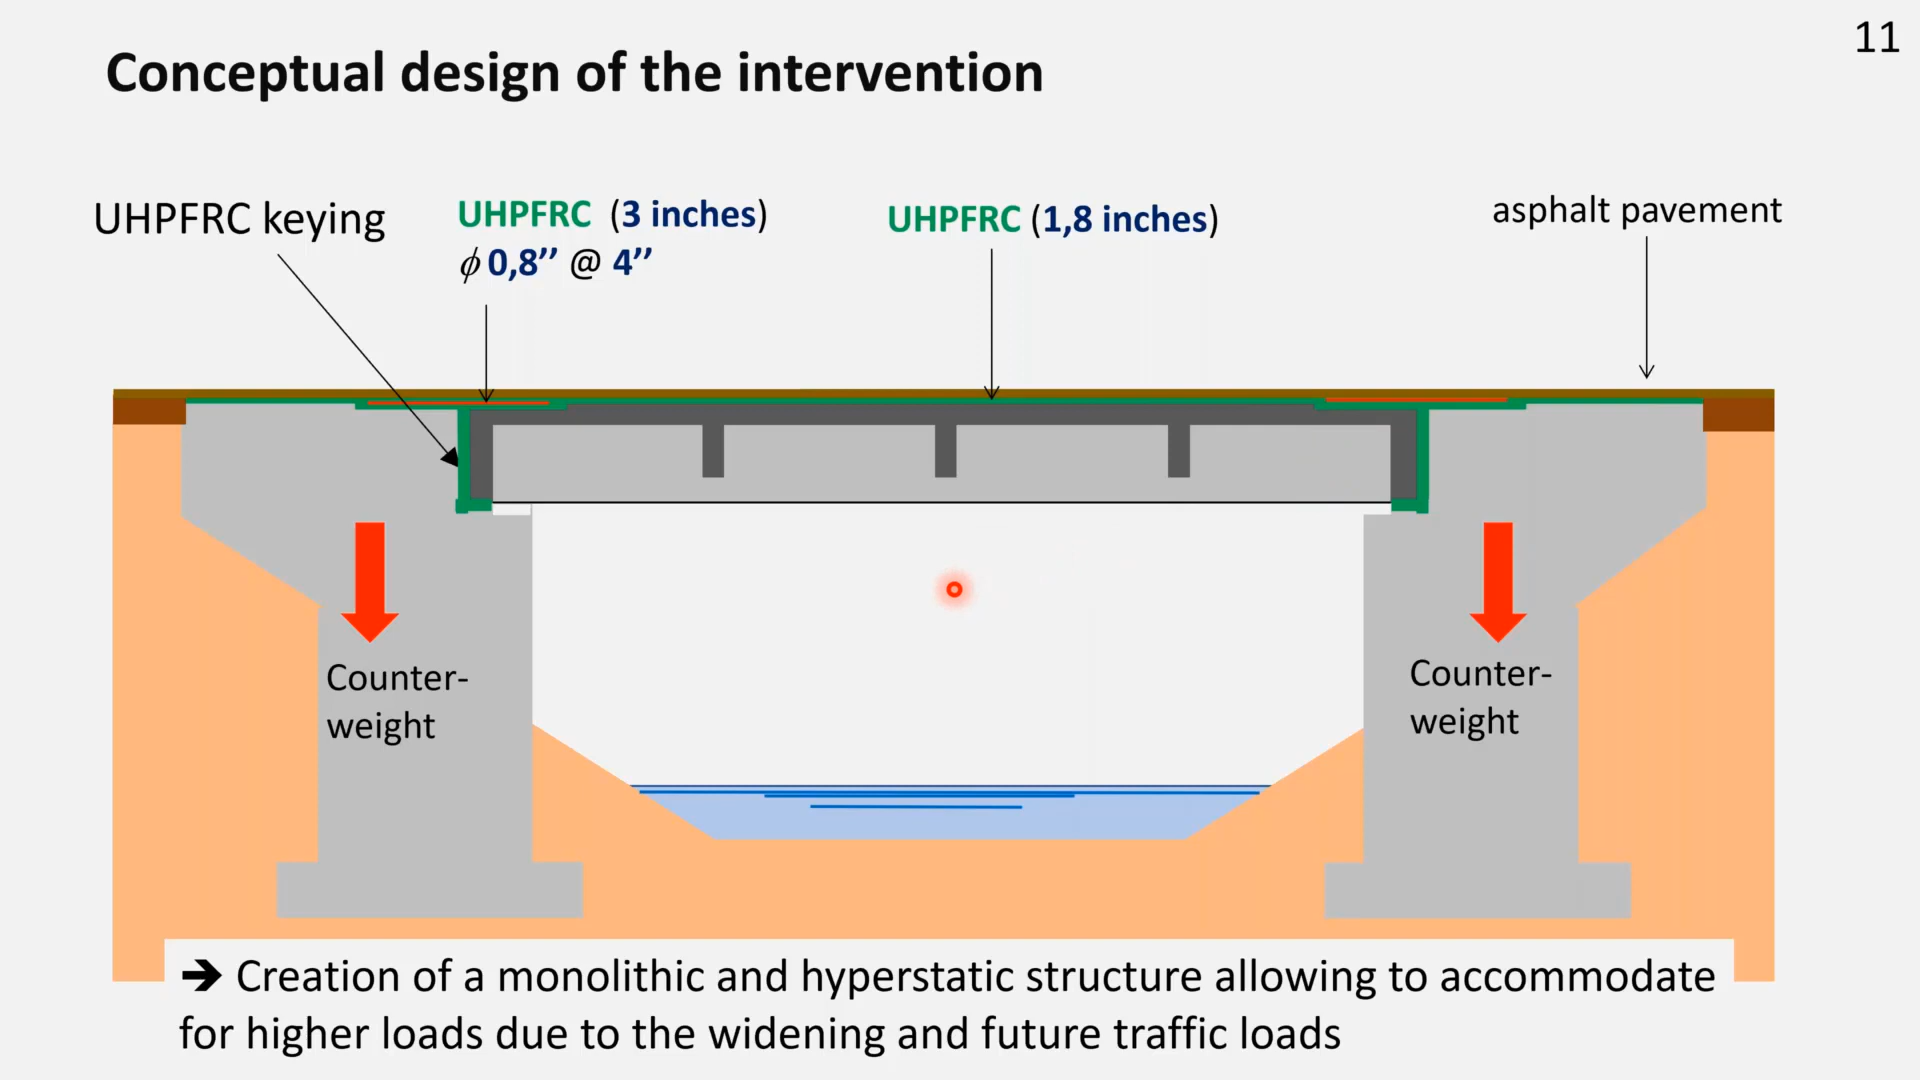 11
Conceptual design of the intervention
UHPFRC keying
UHPFRC (3 inches)
ϕ 0,8’’ @ 4’’
UHPFRC (1,8 inches)
asphalt pavement
Counter-
weight
Counter-
weight
➔ Creation of a monolithic and hyperstatic structure allowing to accommodate
for higher loads due to the widening and future traffic loads